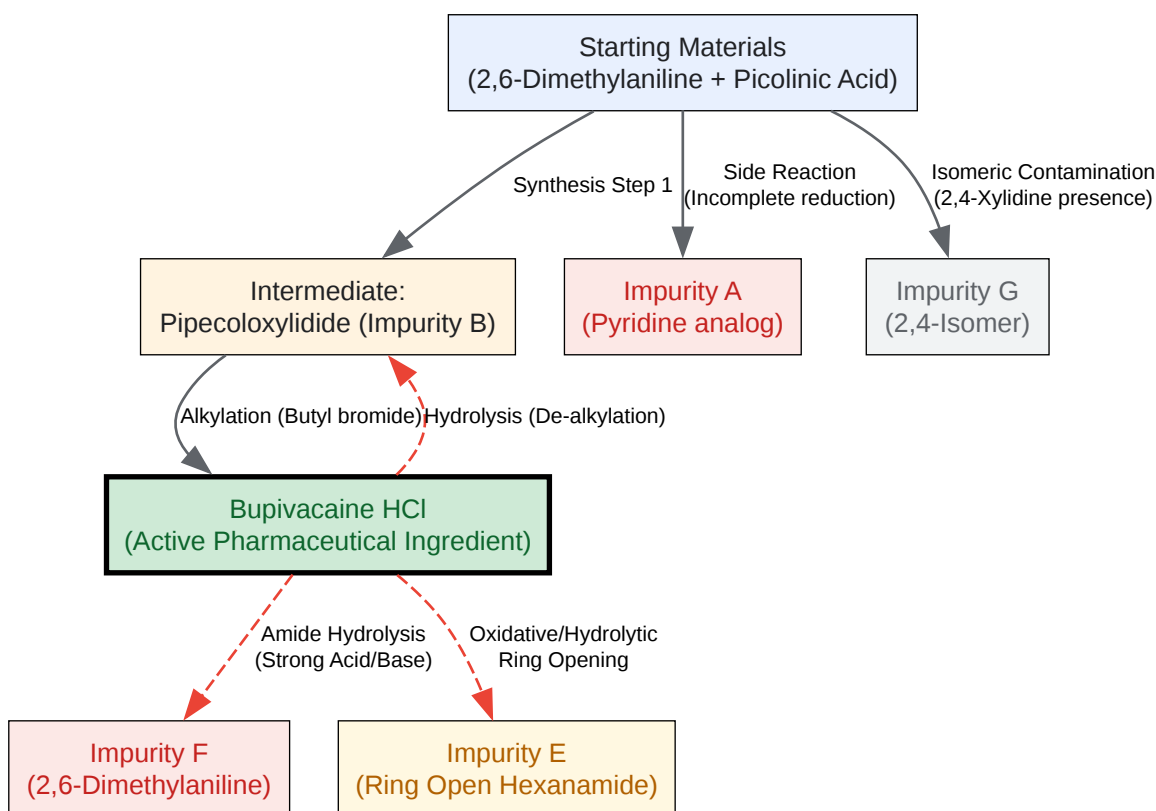 Starting Materials
(2,6-Dimethylaniline + Picolinic Acid)
Synthesis Step 1
Side Reaction
(Incomplete reduction)
Isomeric Contamination
(2,4-Xylidine presence)
Intermediate:
Pipecoloxylidide (Impurity B)
Impurity A
(Pyridine analog)
Impurity G
(2,4-Isomer)
Alkylation (Butyl bromide)
Hydrolysis (De-alkylation)
Bupivacaine HCl
(Active Pharmaceutical Ingredient)
Amide Hydrolysis
(Strong Acid/Base)
Oxidative/Hydrolytic
Ring Opening
Impurity F
(2,6-Dimethylaniline)
Impurity E
(Ring Open Hexanamide)